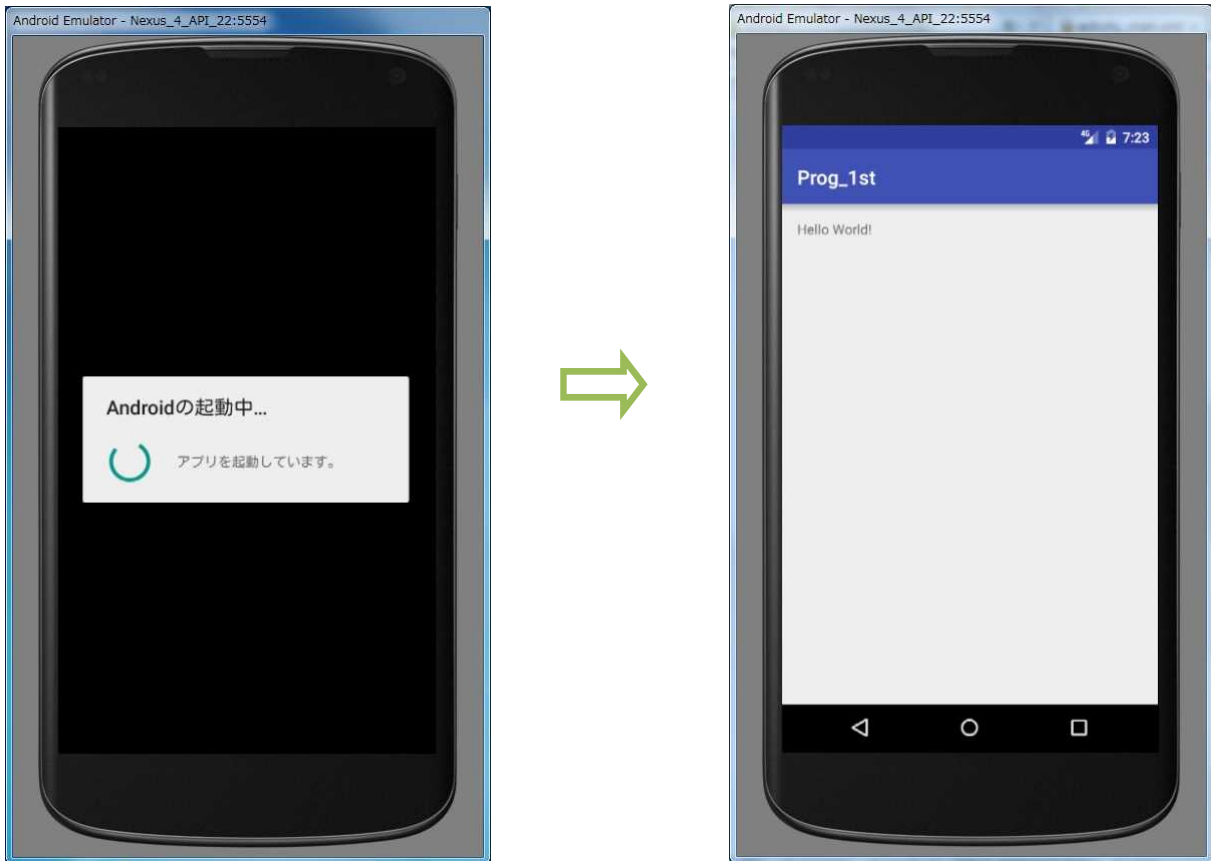 Android Emulator - Nexus_4_API_22:5554
Androidの起動中...
アプリを起動しています。
Android Emulator - Nexus_4_API_22:5554
4G 7:23
Prog_1st
Hello World!